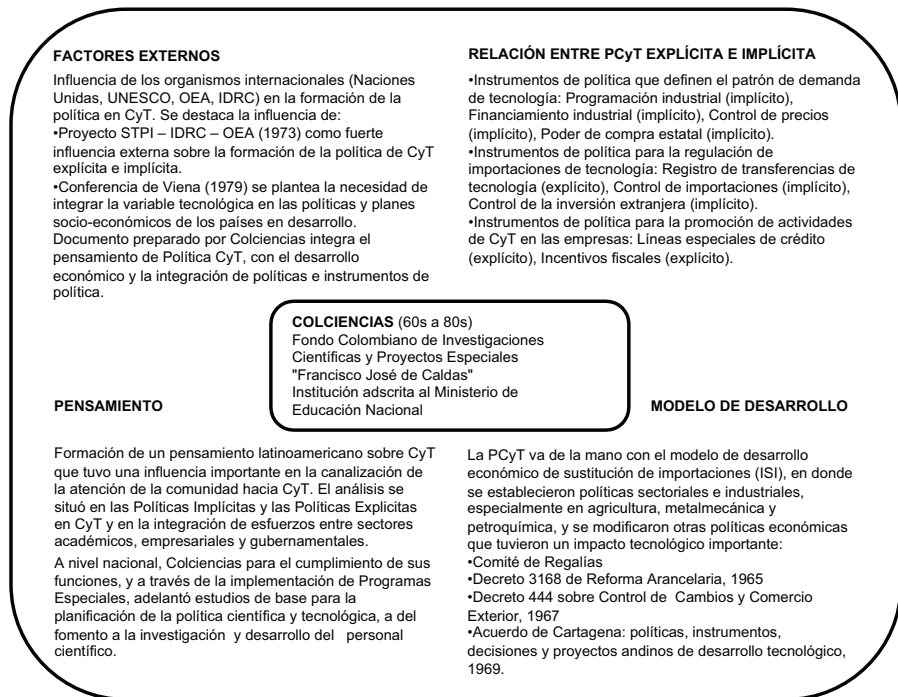 FACTORES EXTERNOS
Influencia de los organismos internacionales (Naciones
Unidas, UNESCO, OEA, IDRC) en la formación de la
política en CyT. Se destaca la influencia de:
•Proyecto STPI – IDRC – OEA (1973) como fuerte
influencia externa sobre la formación de la política de CyT
explícita e implícita.
•Conferencia de Viena (1979) se plantea la necesidad de
integrar la variable tecnológica en las políticas y planes
socio-económicos de los países en desarrollo.
Documento preparado por Colciencias integra el
pensamiento de Política CyT, con el desarrollo
económico y la integración de políticas e instrumentos de
política.
RELACIÓN ENTRE PCyT EXPLÍCITA E IMPLÍCITA
•Instrumentos de política que definen el patrón de demanda
de tecnología: Programación industrial (implícito),
Financiamiento industrial (implícito), Control de precios
(implícito), Poder de compra estatal (implícito).
•Instrumentos de política para la regulación de
importaciones de tecnología: Registro de transferencias de
tecnología (explícito), Control de importaciones (implícito),
Control de la inversión extranjera (implícito).
•Instrumentos de política para la promoción de actividades
de CyT en las empresas: Líneas especiales de crédito
(explícito), Incentivos fiscales (explícito).
COLCIENCIAS (60s a 80s)
Fondo Colombiano de Investigaciones
Científicas y Proyectos Especiales
"Francisco José de Caldas"
Institución adscrita al Ministerio de
Educación Nacional
PENSAMIENTO
Formación de un pensamiento latinoamericano sobre CyT
que tuvo una influencia importante en la canalización de
la atención de la comunidad hacia CyT. El análisis se
situó en las Políticas Implícitas y las Políticas Explicitas
en CyT y en la integración de esfuerzos entre sectores
académicos, empresariales y gubernamentales.
A nivel nacional, Colciencias para el cumplimiento de sus
funciones, y a través de la implementación de Programas
Especiales, adelantó estudios de base para la
planificación de la política científica y tecnológica, a del
fomento a la investigación y desarrollo del personal
científico.
MODELO DE DESARROLLO
La PCyT va de la mano con el modelo de desarrollo
económico de sustitución de importaciones (ISI), en donde
se establecieron políticas sectoriales e industriales,
especialmente en agricultura, metalmecánica y
petroquímica, y se modificaron otras políticas económicas
que tuvieron un impacto tecnológico importante:
•Comité de Regalías
•Decreto 3168 de Reforma Arancelaria, 1965
•Decreto 444 sobre Control de Cambios y Comercio
Exterior, 1967
•Acuerdo de Cartagena: políticas, instrumentos,
decisiones y proyectos andinos de desarrollo tecnológico,
1969.